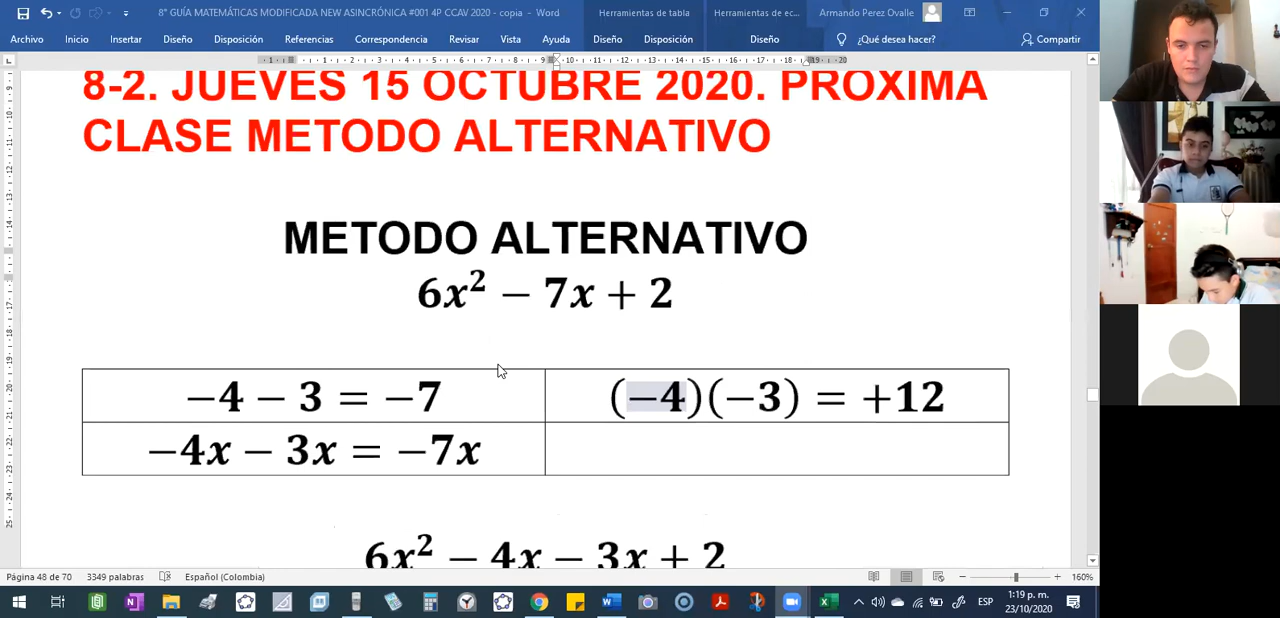 8° GUÍA MATEMÁTICAS MODIFICADA NEW ASINCRÓNICA #001 4P CCAV 2020 - copia - Word
Herramientas de tabla
Herramientas de ec...
Armando Perez Ovalle
Archivo Inicio Insertar Diseño Disposición Referencias Correspondencia Revisar Vista Ayuda Diseño Disposición Diseño ¿Qué desea hacer? Compartir
8-2. JUEVES 15 OCTUBRE 2020. PROXIMA
CLASE METODO ALTERNATIVO
METODO ALTERNATIVO
6x² − 7x + 2
−4 − 3 = −7 (−4)(−3) = +12
−4x − 3x = −7x
6x² − 4x − 3x + 2
Página 48 de 70 3349 palabras Español (Colombia) 160%
ESP
1:19 p. m.
23/10/2020